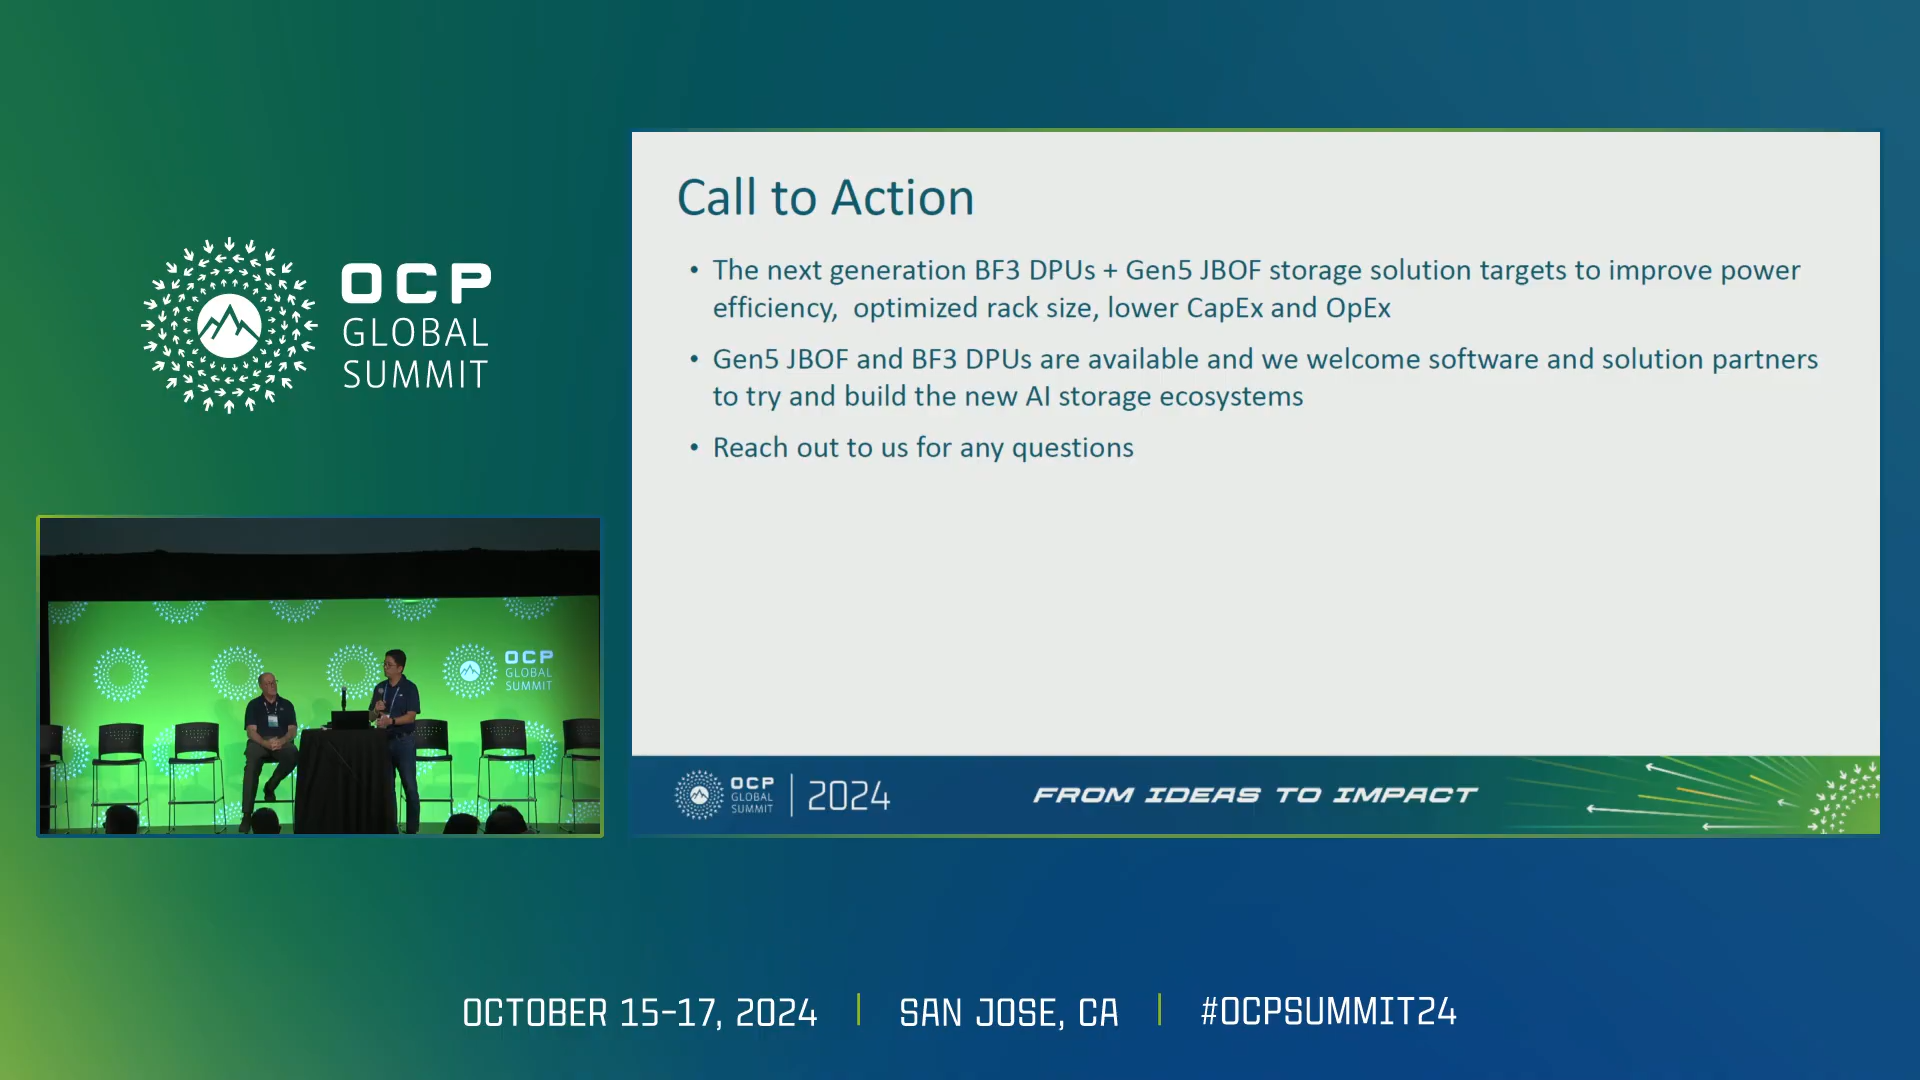 OCP
GLOBAL
SUMMIT
Call to Action
• The next generation BF3 DPUs + Gen5 JBOF storage solution targets to improve power
efficiency,  optimized rack size, lower CapEx and OpEx
• Gen5 JBOF and BF3 DPUs are available and we welcome software and solution partners
to try and build the new AI storage ecosystems
• Reach out to us for any questions
OCP
GLOBAL
SUMMIT
OCP
GLOBAL
SUMMIT
2024
FROM IDEAS TO IMPACT
OCTOBER 15-17, 2024 | SAN JOSE, CA | #OCPSUMMIT24